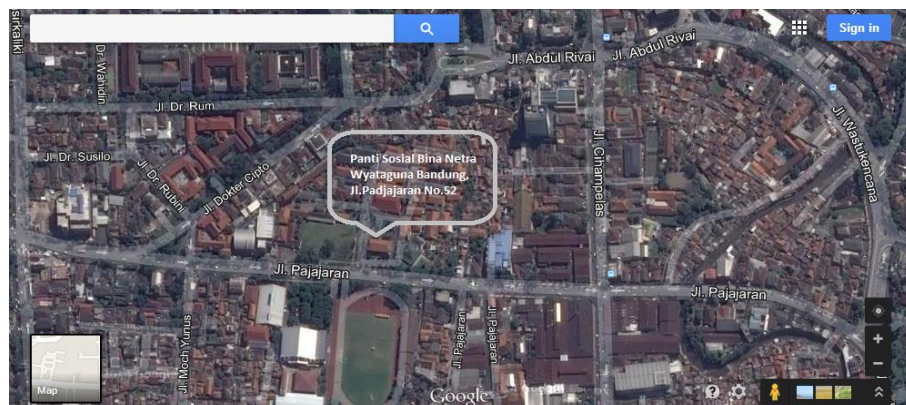 Sign in
sirkaliki
Dr. Wahidin
Jl. Abdul Rivai
Jl. Abdul Rivai
Jl. Dr. Rum
Jl. Wastukencana
Jl. Dr. Susilo
Jl. Dr. Rubini
Jl. Dokter Cipto
Panti Sosial Bina Netra
Wyataguna Bandung,
Jl.Padjajaran No.52
Jl. Cihampelas
Jl. Pajajaran
Jl. Pajajaran
Jl. Moch Yunus
Jl. Pajajaran
Jl. Pajajaran
Map
Google